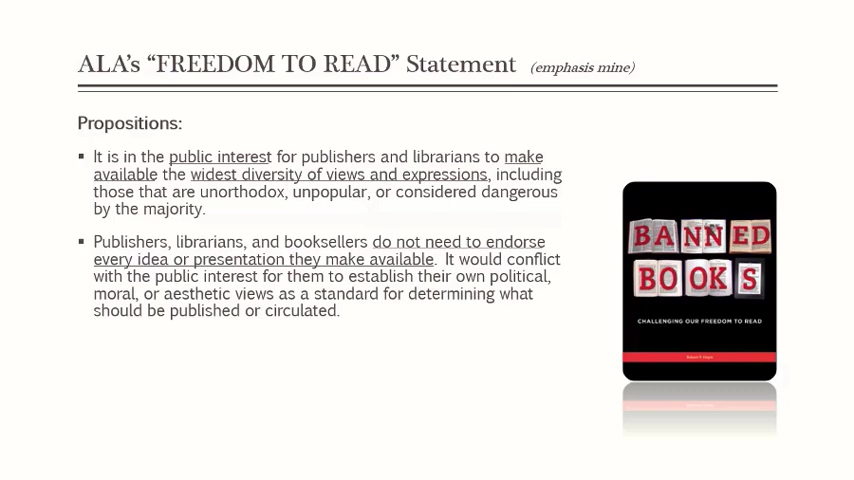 ALA's “FREEDOM TO READ” Statement (emphasis mine)
Propositions:
▪ It is in the public interest for publishers and librarians to make
available the widest diversity of views and expressions, including
those that are unorthodox, unpopular, or considered dangerous
by the majority.
▪ Publishers, librarians, and booksellers do not need to endorse
every idea or presentation they make available. It would conflict
with the public interest for them to establish their own political,
moral, or aesthetic views as a standard for determining what
should be published or circulated.
BANNED
BOOKS
CHALLENGING OUR FREEDOM TO READ